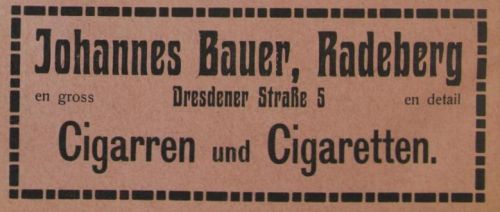 Johannes Bauer, Radeberg
en gross Dresdener Straße 5 en detail
Cigarren und Cigaretten.